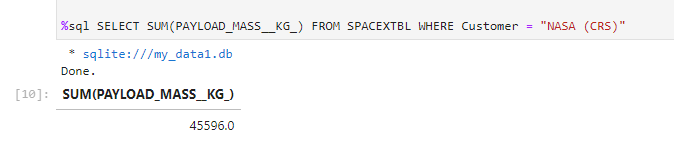 %sql SELECT SUM(PAYLOAD_MASS__KG_) FROM SPACEXTBL WHERE Customer = "NASA (CRS)"
* sqlite:///my_data1.db
Done.
[10]: SUM(PAYLOAD_MASS__KG_)
45596.0